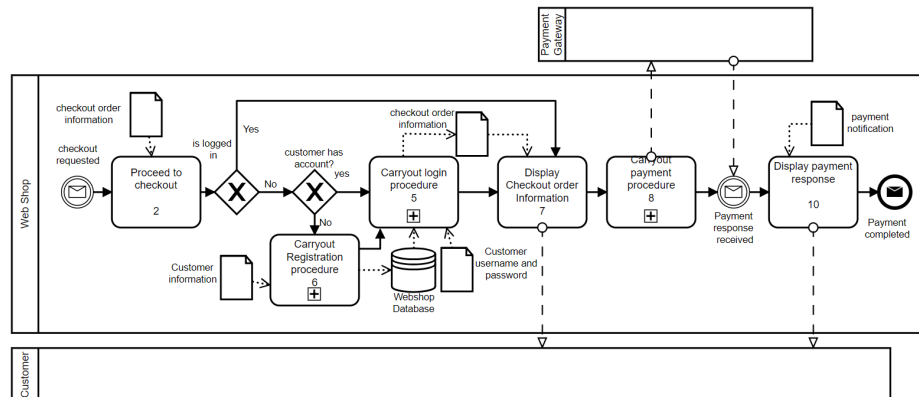 Payment
Gateway
Web Shop
checkout order
information
checkout
requested
Proceed to
checkout
2
is logged
in
Yes
No
customer has
account?
yes
No
Carryout login
procedure
5
checkout order
information
Carryout
Registration
procedure
6
Customer
information
Webshop
Database
Customer
username and
password
Display
Checkout order
Information
7
Carryout
payment
procedure
8
Payment
response
received
payment
notification
Display payment
response
10
Payment
completed
Customer